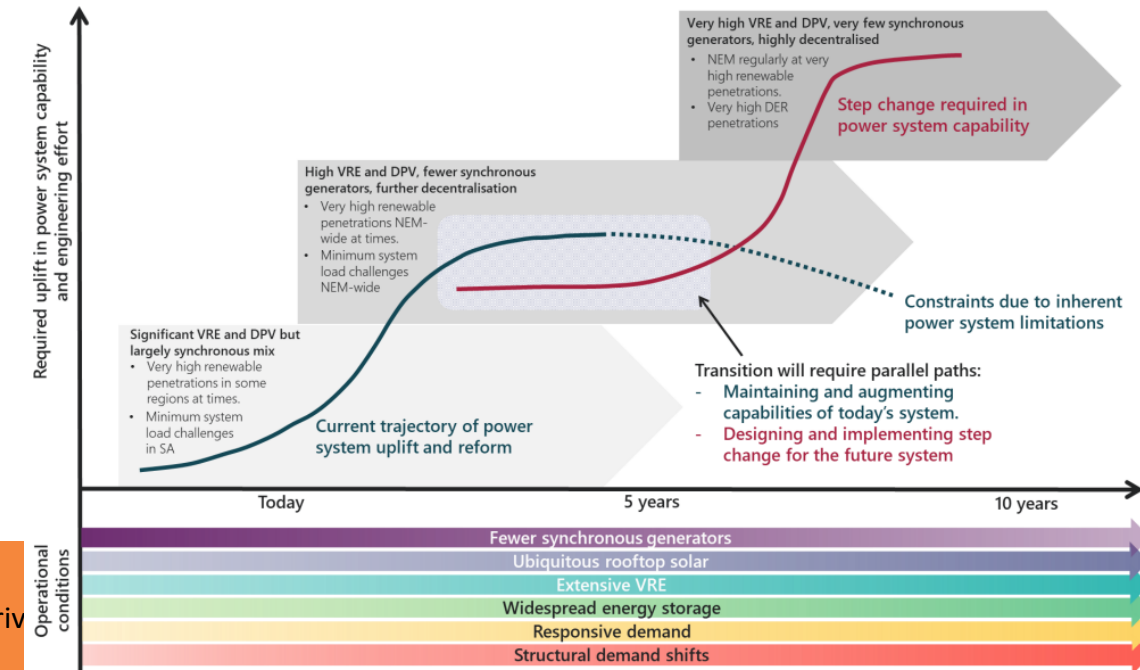 Required uplift in power system capability
and engineering effort
Very high VRE and DPV, very few synchronous
generators, highly decentralised
• NEM regularly at very
high renewable
penetrations.
• Very high DER
penetrations
Step change required in
power system capability
High VRE and DPV, fewer synchronous
generators, further decentralisation
• Very high renewable
penetrations NEM-
wide at times.
• Minimum system
load challenges
NEM-wide
Constraints due to inherent
power system limitations
Significant VRE and DPV but
largely synchronous mix
• Very high renewable
penetrations in some
regions at times.
• Minimum system
load challenges
in SA
Current trajectory of power
system uplift and reform
Transition will require parallel paths:
- Maintaining and augmenting
capabilities of today's system.
- Designing and implementing step
change for the future system
Today
5 years
10 years
Operational
conditions
Fewer synchronous generators
Ubiquitous rooftop solar
Extensive VRE
Widespread energy storage
Responsive demand
Structural demand shifts